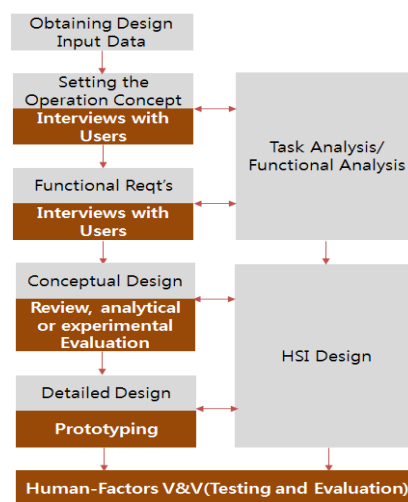 Obtaining Design
Input Data
Setting the
Operation Concept
Interviews with
Users
Functional Reqt's
Interviews with
Users
Conceptual Design
Review, analytical
or experimental
Evaluation
Detailed Design
Prototyping
Task Analysis/
Functional Analysis
HSI Design
Human-Factors V&V(Testing and Evaluation)